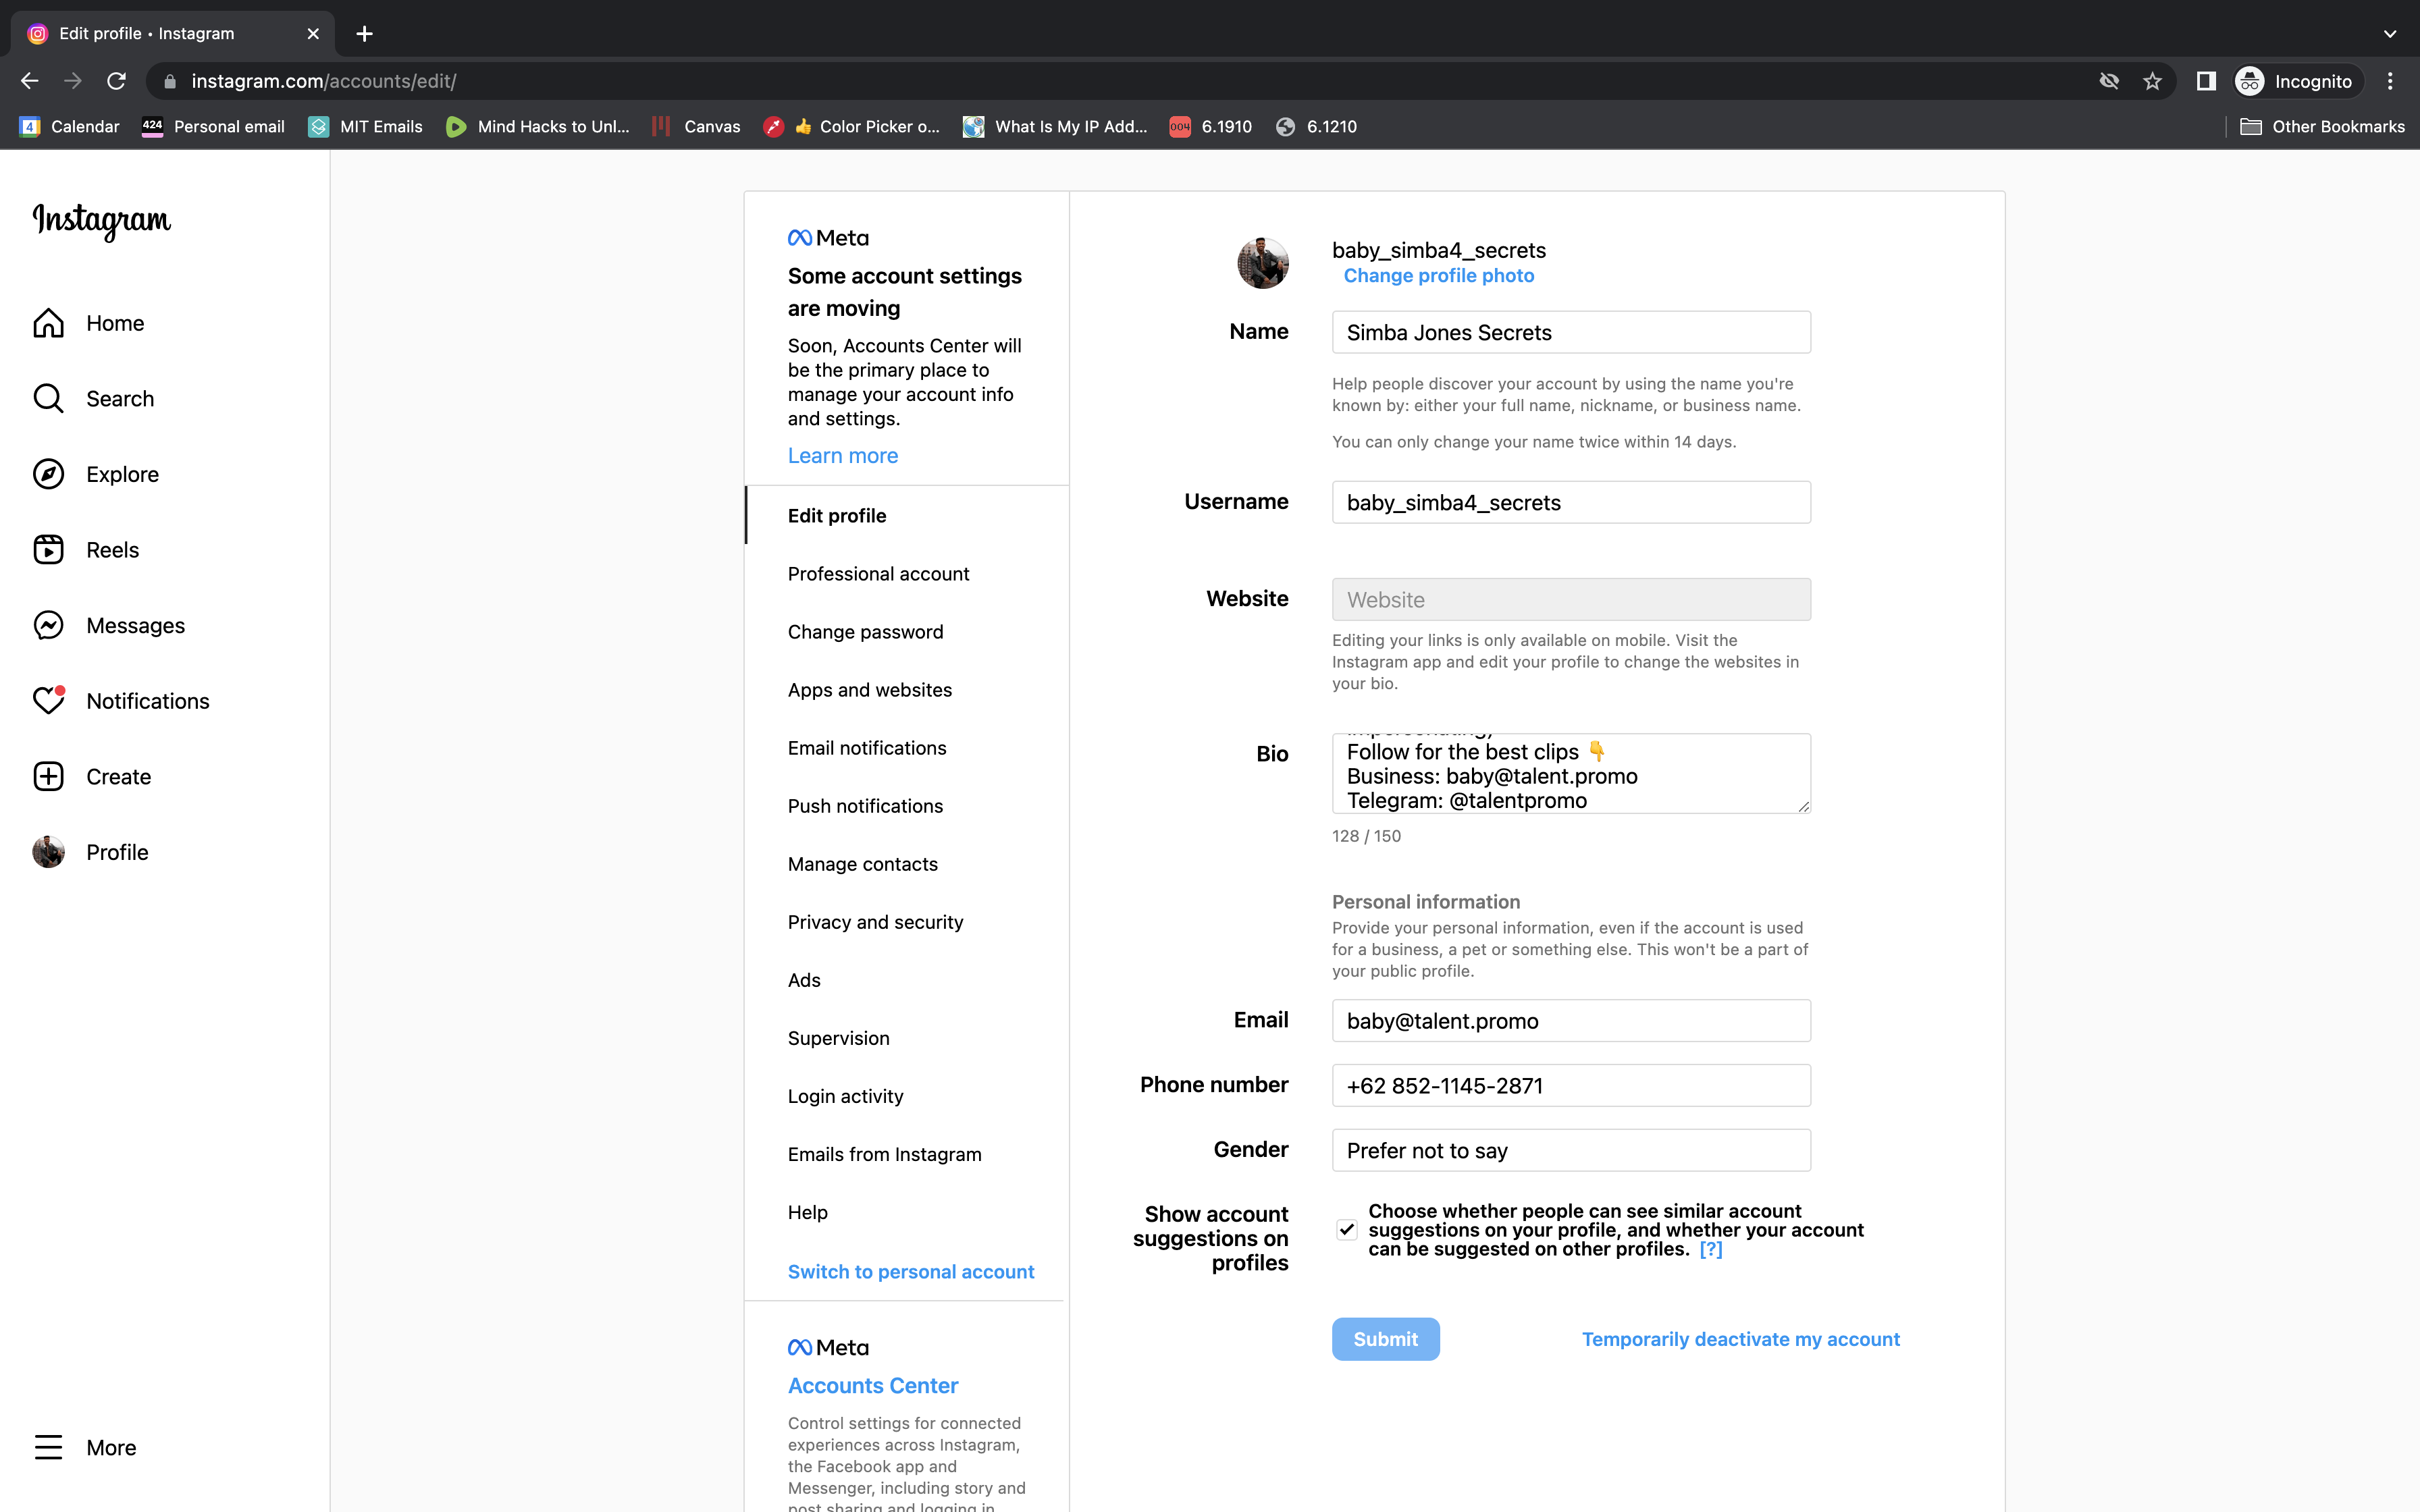 Edit profile • Instagram
instagram.com/accounts/edit/
Incognito
4 Calendar
424 Personal email
MIT Emails
Mind Hacks to Unl...
Canvas
👍 Color Picker o...
What Is My IP Add...
004 6.1910
6.1210
Other Bookmarks
Instagram
Home
Search
Explore
Reels
Messages
Notifications
Create
Profile
More
Meta
Some account settings
are moving
Soon, Accounts Center will
be the primary place to
manage your account info
and settings.
Learn more
Edit profile
Professional account
Change password
Apps and websites
Email notifications
Push notifications
Manage contacts
Privacy and security
Ads
Supervision
Login activity
Emails from Instagram
Help
Switch to personal account
Meta
Accounts Center
Control settings for connected
experiences across Instagram,
the Facebook app and
Messenger, including story and
post sharing and logging in.
baby_simba4_secrets
Change profile photo
Name
Simba Jones Secrets
Help people discover your account by using the name you're
known by: either your full name, nickname, or business name.
You can only change your name twice within 14 days.
Username
baby_simba4_secrets
Website
Website
Editing your links is only available on mobile. Visit the
Instagram app and edit your profile to change the websites in
your bio.
Bio
Follow for the best clips 👇
Business: baby@talent.promo
Telegram: @talentpromo
128 / 150
Personal information
Provide your personal information, even if the account is used
for a business, a pet or something else. This won't be a part of
your public profile.
Email
baby@talent.promo
Phone number
+62 852-1145-2871
Gender
Prefer not to say
Show account
suggestions on
profiles
Choose whether people can see similar account
suggestions on your profile, and whether your account
can be suggested on other profiles. [?]
Submit
Temporarily deactivate my account